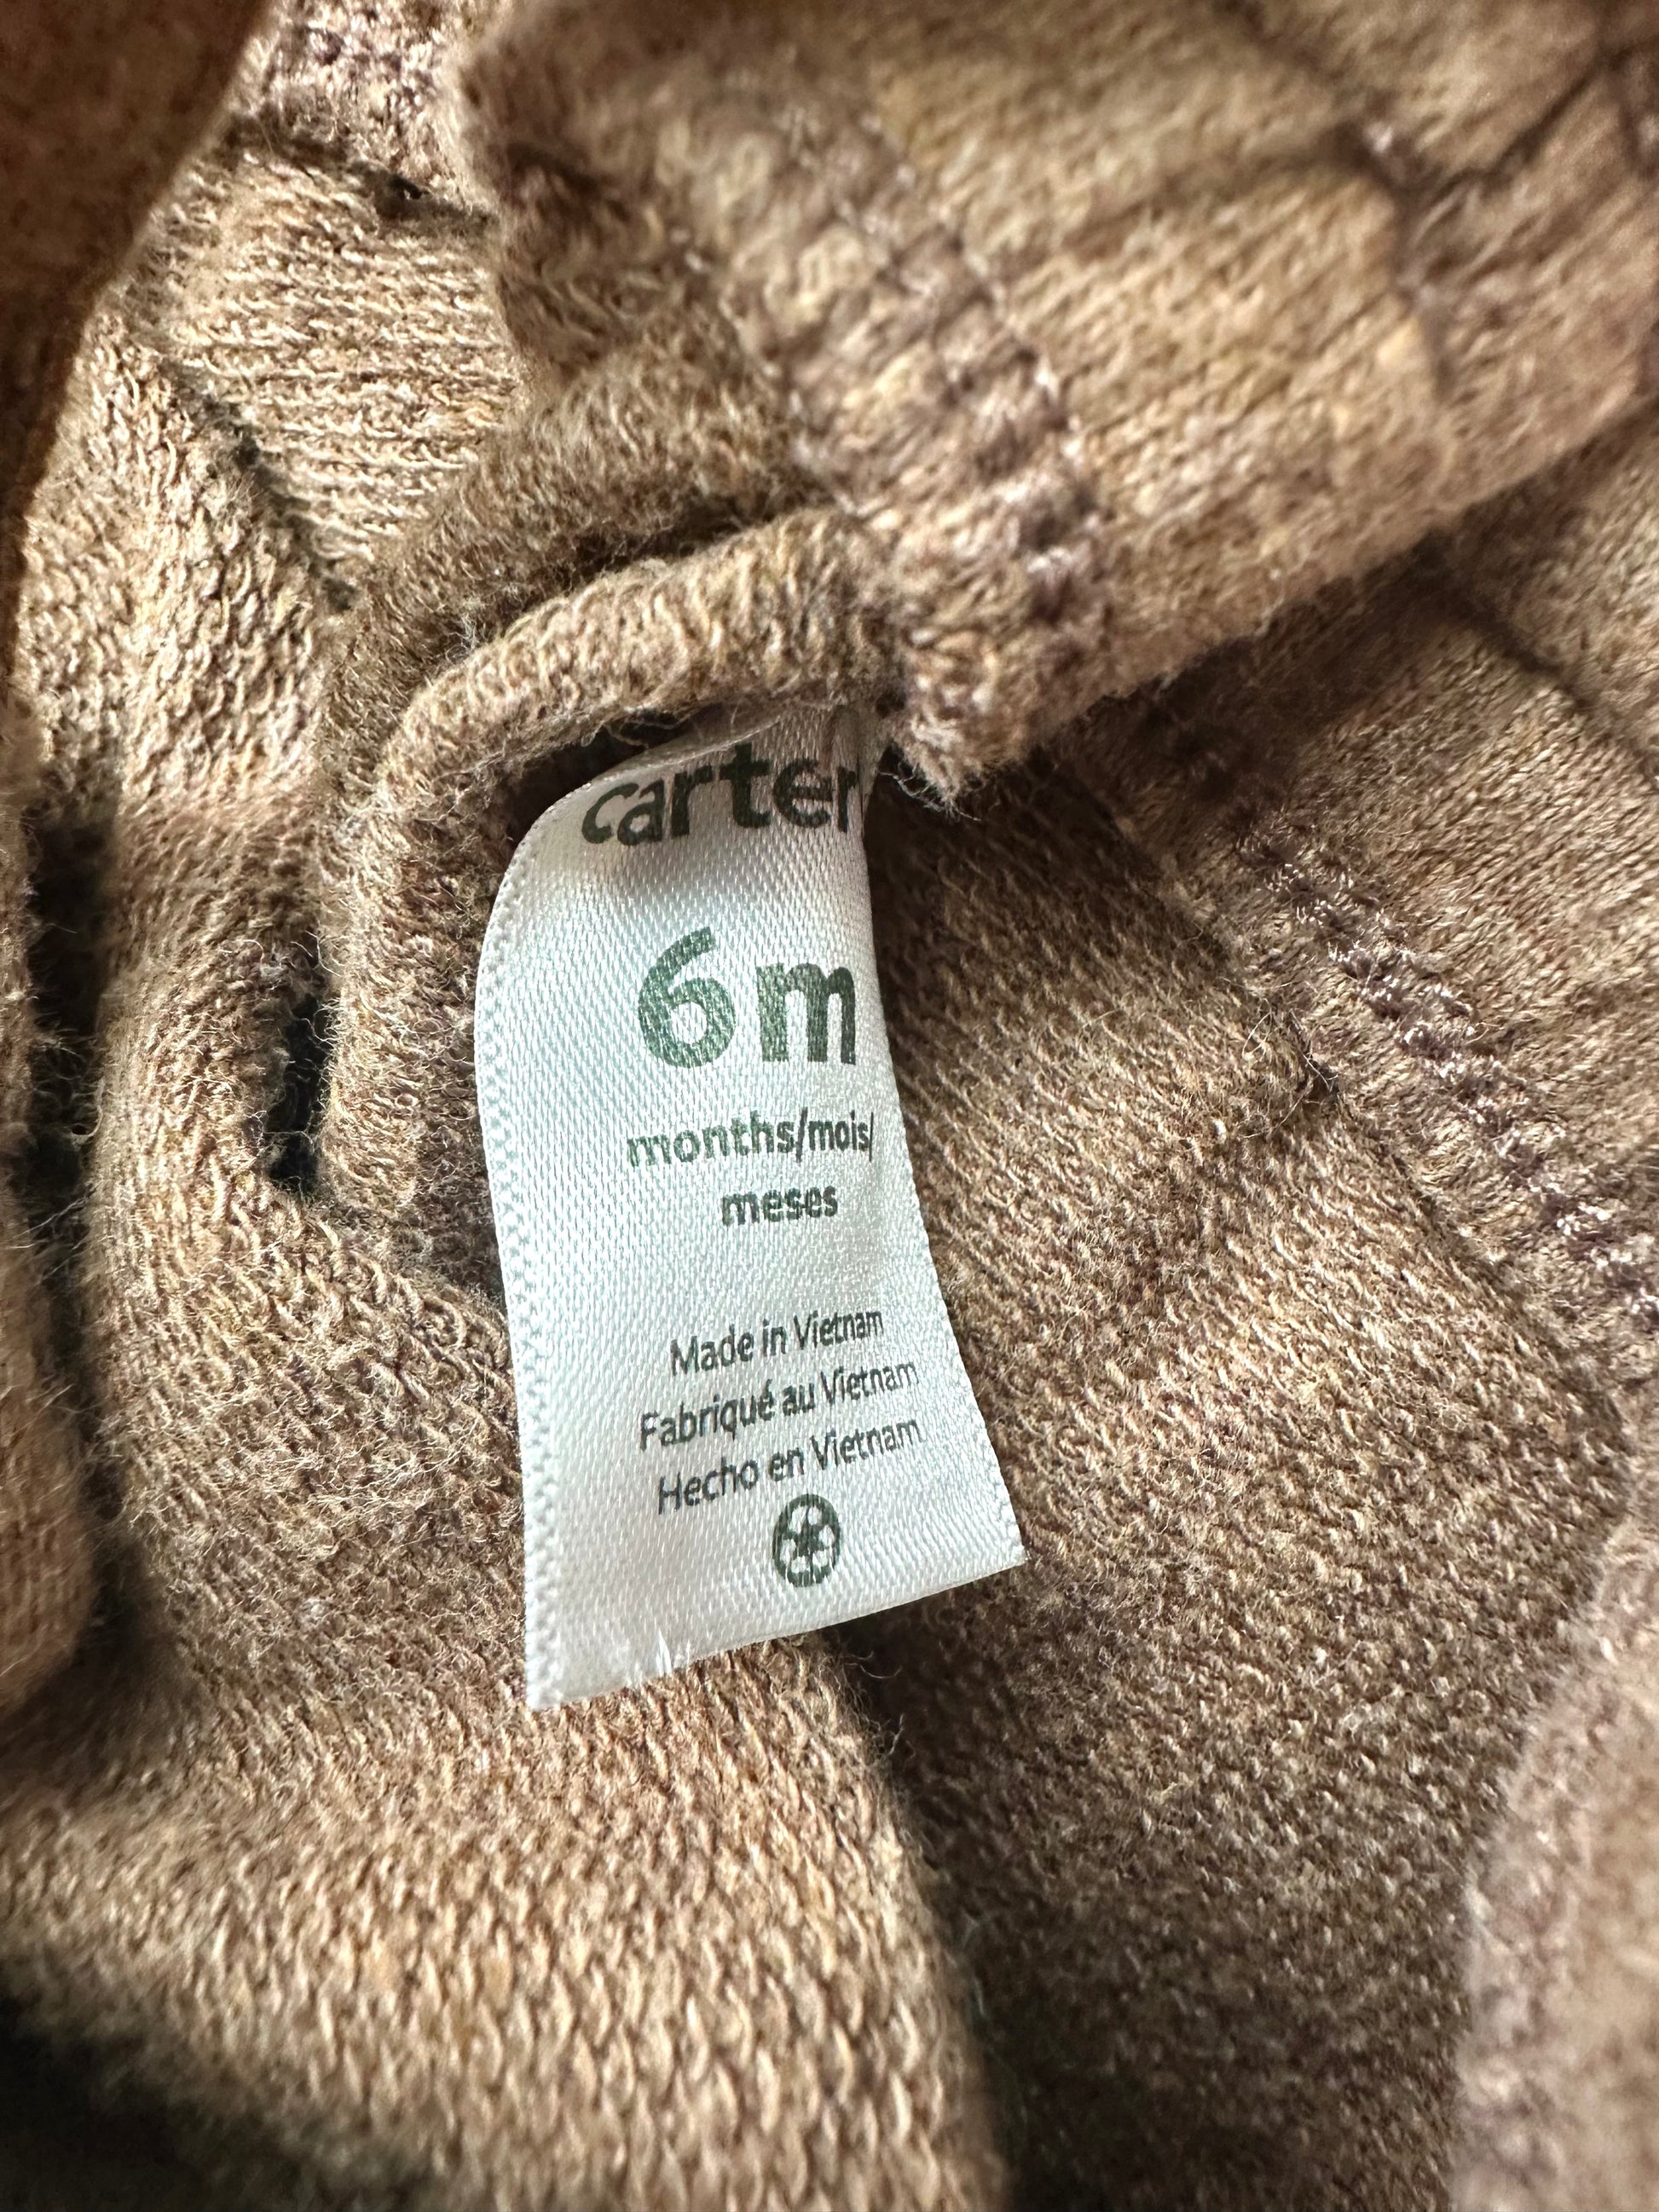 carter
6m
months/mois/
meses
Made in Vietnam
Fabriqué au Vietnam
Hecho en Vietnam